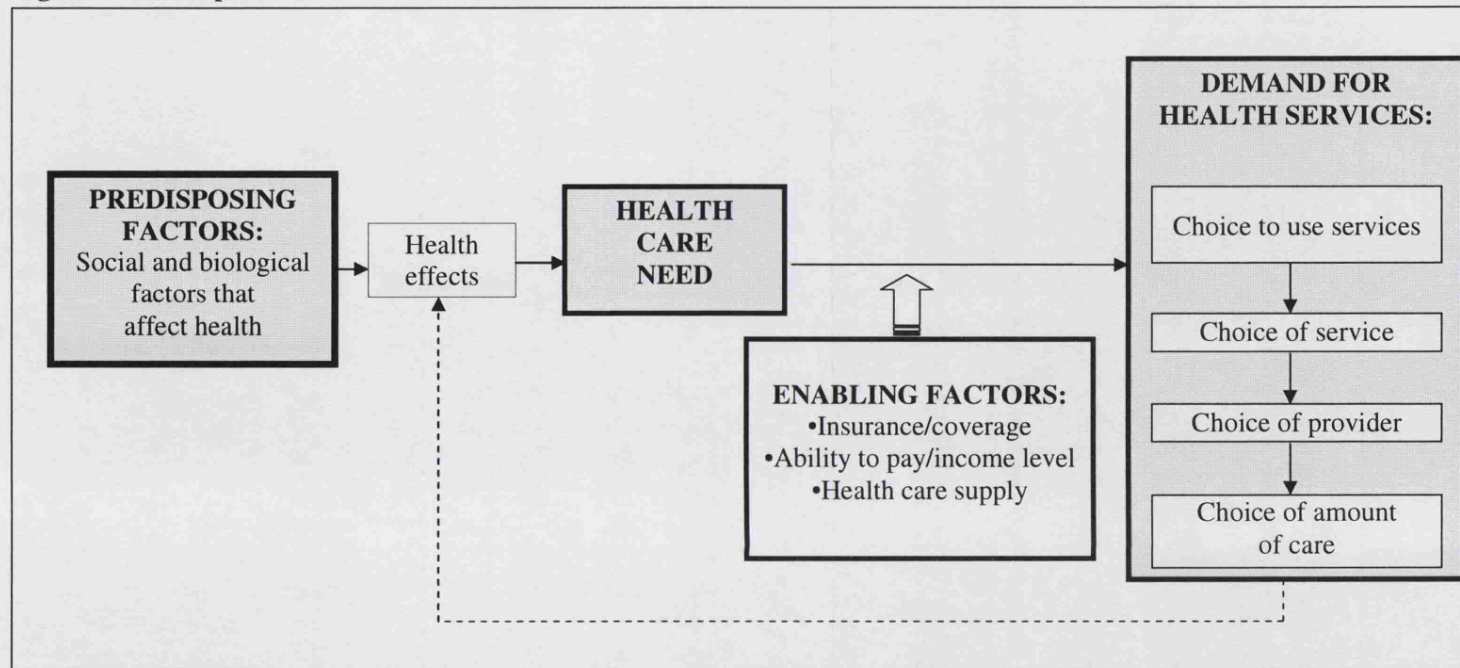 PREDISPOSING
FACTORS:
Social and biological
factors that
affect health
Health
effects
HEALTH
CARE
NEED
ENABLING FACTORS:
•Insurance/coverage
•Ability to pay/income level
•Health care supply
DEMAND FOR
HEALTH SERVICES:
Choice to use services
Choice of service
Choice of provider
Choice of amount
of care